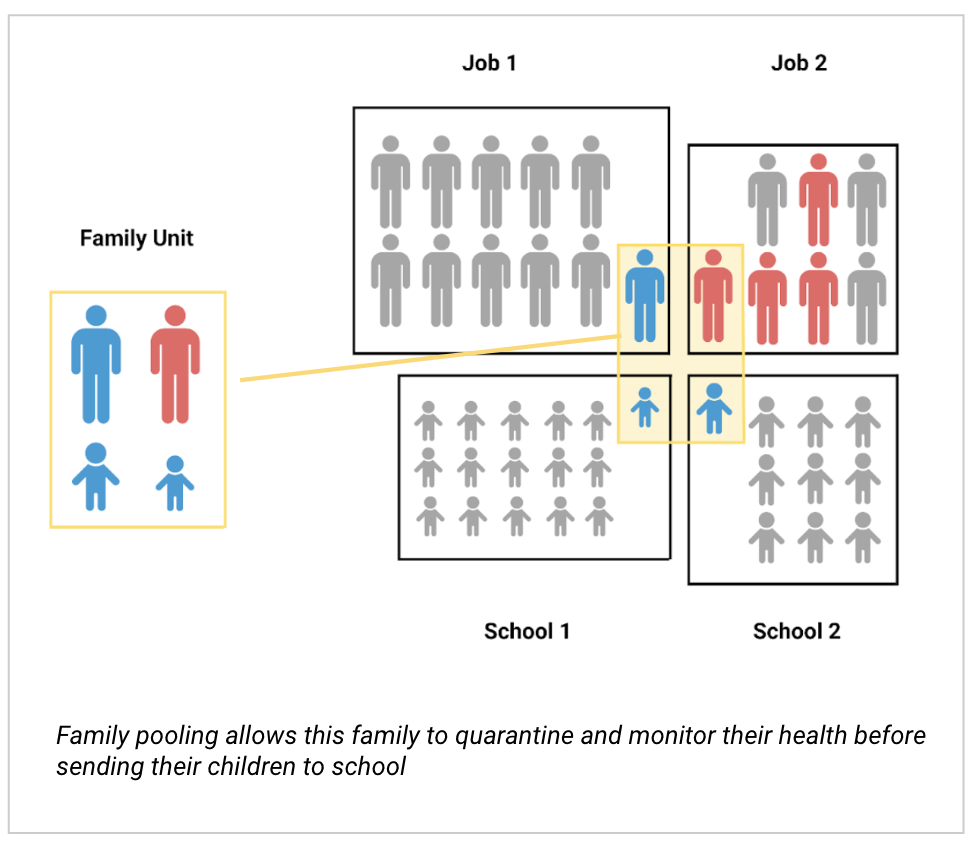 Job 1
Job 2
Family Unit
School 1
School 2
Family pooling allows this family to quarantine and monitor their health before
sending their children to school